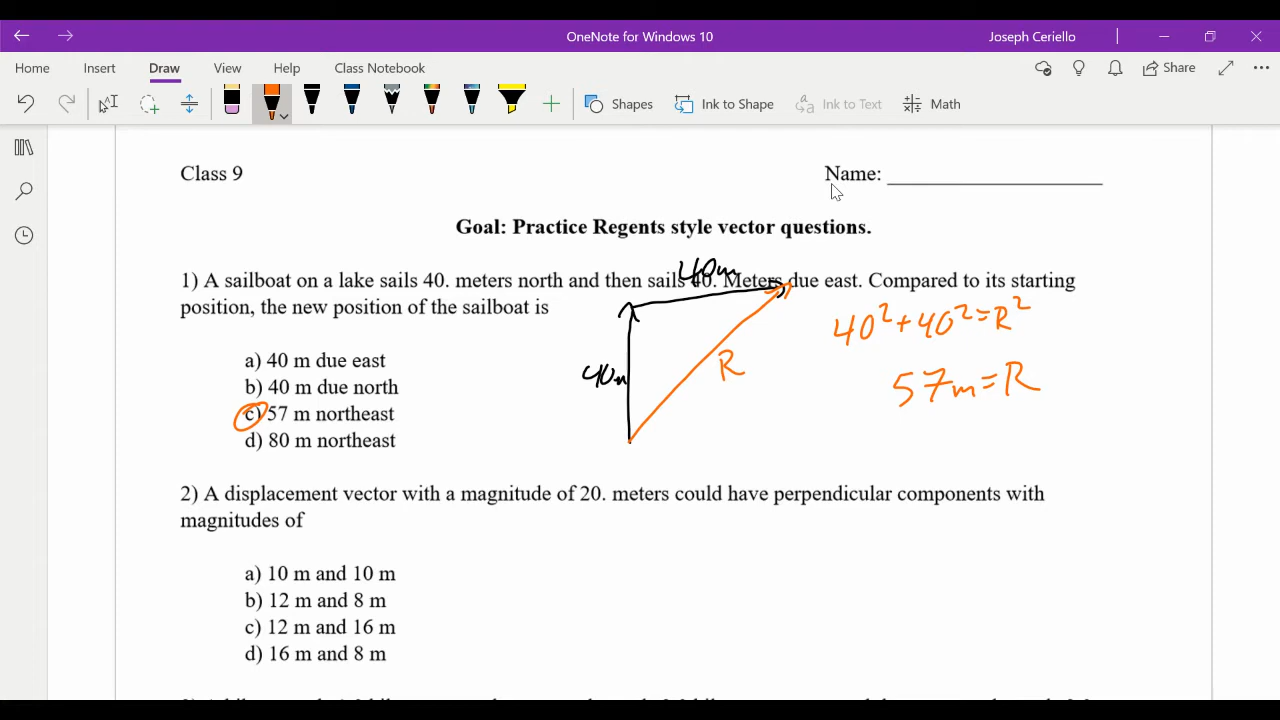 OneNote for Windows 10
Joseph Ceriello
Home Insert Draw View Help Class Notebook Share
Shapes Ink to Shape Ink to Text Math
Class 9 Name:
Goal: Practice Regents style vector questions.
40m
1) A sailboat on a lake sails 40. meters north and then sails 40. Meters due east. Compared to its starting
position, the new position of the sailboat is
40² + 40² = R²
a) 40 m due east
R
40m
57m = R
b) 40 m due north
c) 57 m northeast
d) 80 m northeast
2) A displacement vector with a magnitude of 20. meters could have perpendicular components with
magnitudes of
a) 10 m and 10 m
b) 12 m and 8 m
c) 12 m and 16 m
d) 16 m and 8 m